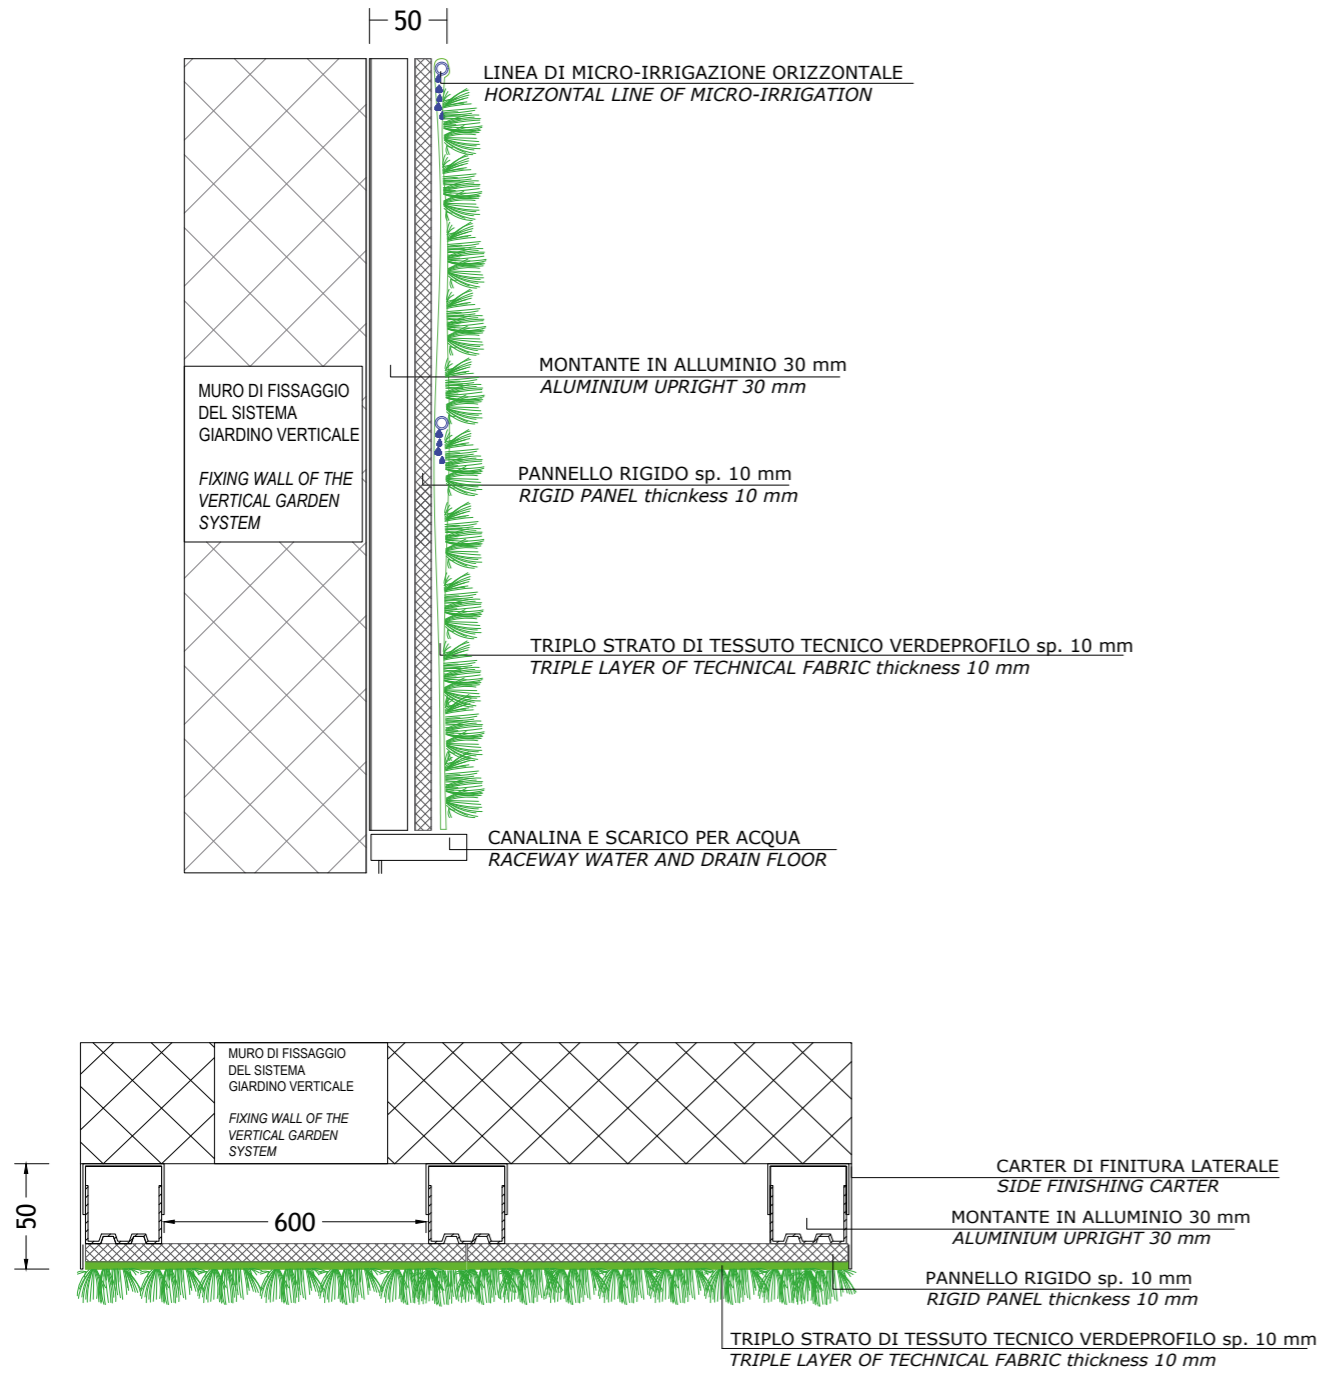 50
LINEA DI MICRO-IRRIGAZIONE ORIZZONTALE
HORIZONTAL LINE OF MICRO-IRRIGATION
MONTANTE IN ALLUMINIO 30 mm
ALUMINIUM UPRIGHT 30 mm
MURO DI FISSAGGIO
DEL SISTEMA
GIARDINO VERTICALE
FIXING WALL OF THE
VERTICAL GARDEN
SYSTEM
PANNELLO RIGIDO sp. 10 mm
RIGID PANEL thicnkess 10 mm
TRIPLO STRATO DI TESSUTO TECNICO VERDEPROFILO sp. 10 mm
TRIPLE LAYER OF TECHNICAL FABRIC thickness 10 mm
CANALINA E SCARICO PER ACQUA
RACEWAY WATER AND DRAIN FLOOR
MURO DI FISSAGGIO
DEL SISTEMA
GIARDINO VERTICALE
FIXING WALL OF THE
VERTICAL GARDEN
SYSTEM
50
600
CARTER DI FINITURA LATERALE
SIDE FINISHING CARTER
MONTANTE IN ALLUMINIO 30 mm
ALUMINIUM UPRIGHT 30 mm
PANNELLO RIGIDO sp. 10 mm
RIGID PANEL thicnkess 10 mm
TRIPLO STRATO DI TESSUTO TECNICO VERDEPROFILO sp. 10 mm
TRIPLE LAYER OF TECHNICAL FABRIC thickness 10 mm